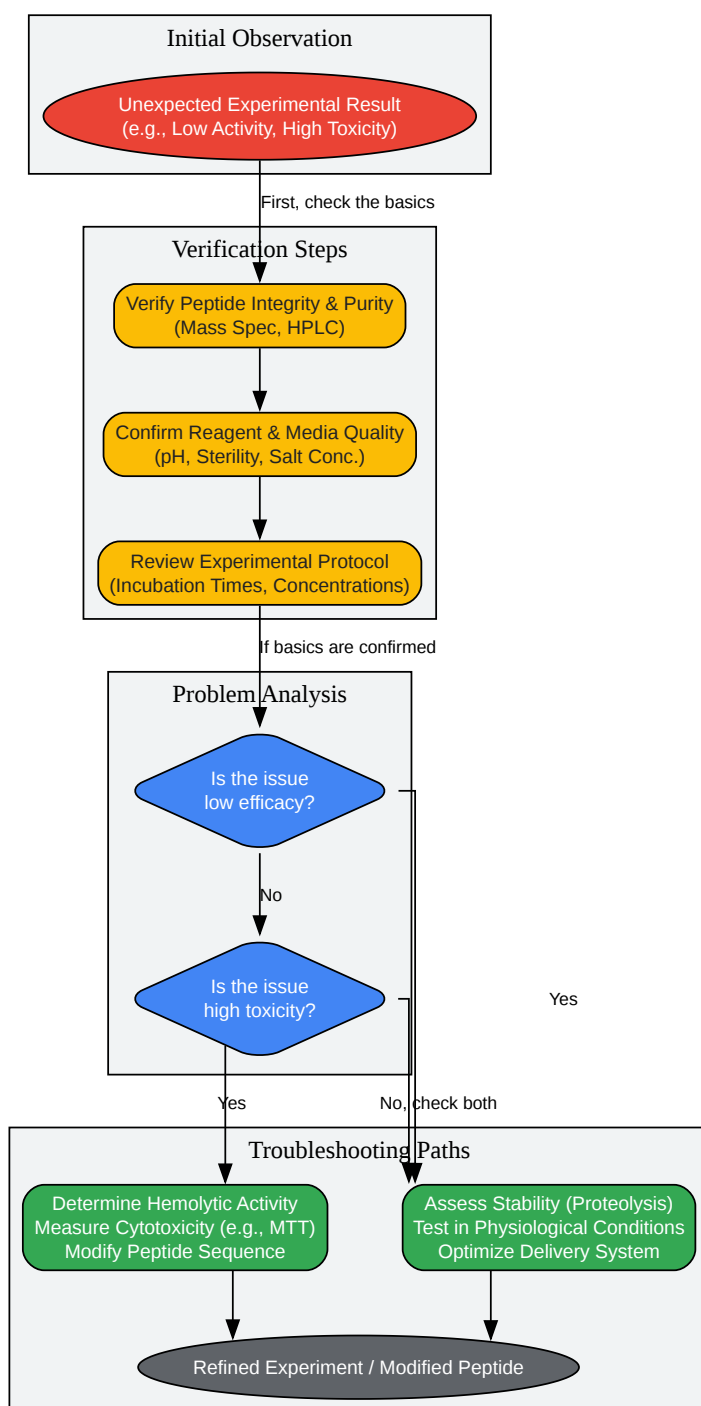 Initial Observation
Unexpected Experimental Result
(e.g., Low Activity, High Toxicity)
First, check the basics
Verification Steps
Verify Peptide Integrity & Purity
(Mass Spec, HPLC)
Confirm Reagent & Media Quality
(pH, Sterility, Salt Conc.)
Review Experimental Protocol
(Incubation Times, Concentrations)
If basics are confirmed
Problem Analysis
Is the issue
low efficacy?
No
Is the issue
high toxicity?
Yes
Yes
No, check both
Troubleshooting Paths
Determine Hemolytic Activity
Measure Cytotoxicity (e.g., MTT)
Modify Peptide Sequence
Assess Stability (Proteolysis)
Test in Physiological Conditions
Optimize Delivery System
Refined Experiment / Modified Peptide